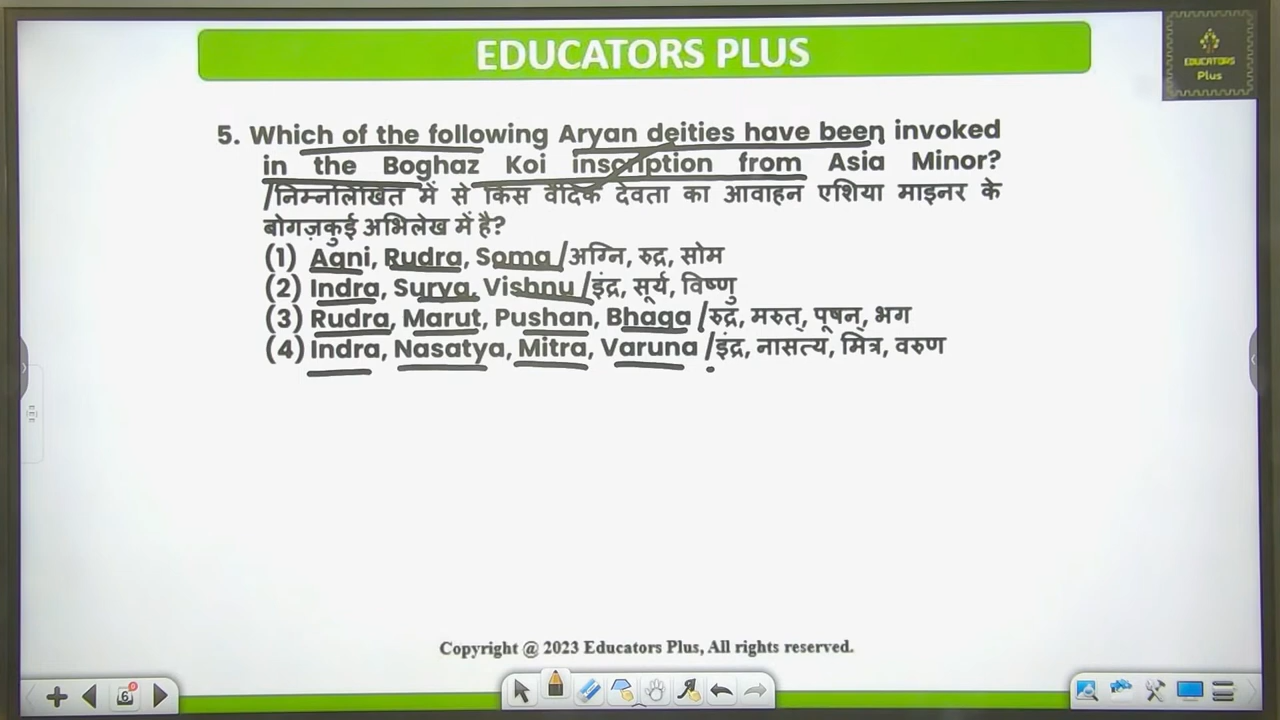 EDUCATORS PLUS
EDUCATORS
Plus
5. Which of the following Aryan deities have been invoked
in the Boghaz Koi inscription from Asia Minor?
/निम्नलिखित में से किस वैदिक देवता का आवाहन एशिया माइनर के
बोगज़कुई अभिलेख में है?
(1) Agni, Rudra, Soma /अग्नि, रुद्र, सोम
(2) Indra, Surya, Vishnu /इंद्र, सूर्य, विष्णु
(3) Rudra, Marut, Pushan, Bhaga /रुद्र, मरुत्, पूषन्, भग
(4) Indra, Nasatya, Mitra, Varuna /इंद्र, नासत्य, मित्र, वरुण
Copyright @ 2023 Educators Plus, All rights reserved.
6